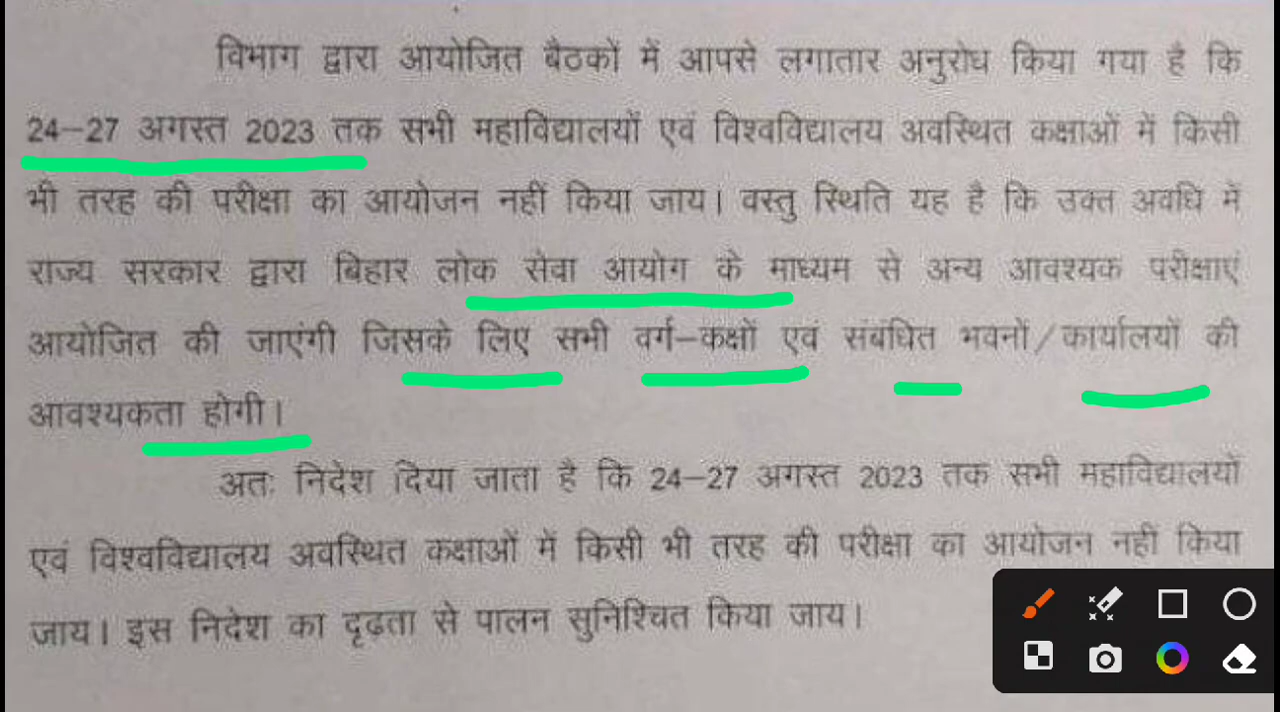 विभाग द्वारा आयोजित बैठकों में आपसे लगातार अनुरोध किया गया है कि
24–27 अगस्त 2023 तक सभी महाविद्यालयों एवं विश्वविद्यालय अवस्थित कक्षाओं में किसी
भी तरह की परीक्षा का आयोजन नहीं किया जाय। वस्तु स्थिति यह है कि उक्त अवधि में
राज्य सरकार द्वारा बिहार लोक सेवा आयोग के माध्यम से अन्य आवश्यक परीक्षाएं
आयोजित की जाएंगी जिसके लिए सभी वर्ग–कक्षों एवं संबंधित भवनों/कार्यालयों की
आवश्यकता होगी।
अतः निदेश दिया जाता है कि 24–27 अगस्त 2023 तक सभी महाविद्यालयों
एवं विश्वविद्यालय अवस्थित कक्षाओं में किसी भी तरह की परीक्षा का आयोजन नहीं किया
जाय। इस निदेश का दृढता से पालन सुनिश्चित किया जाय।